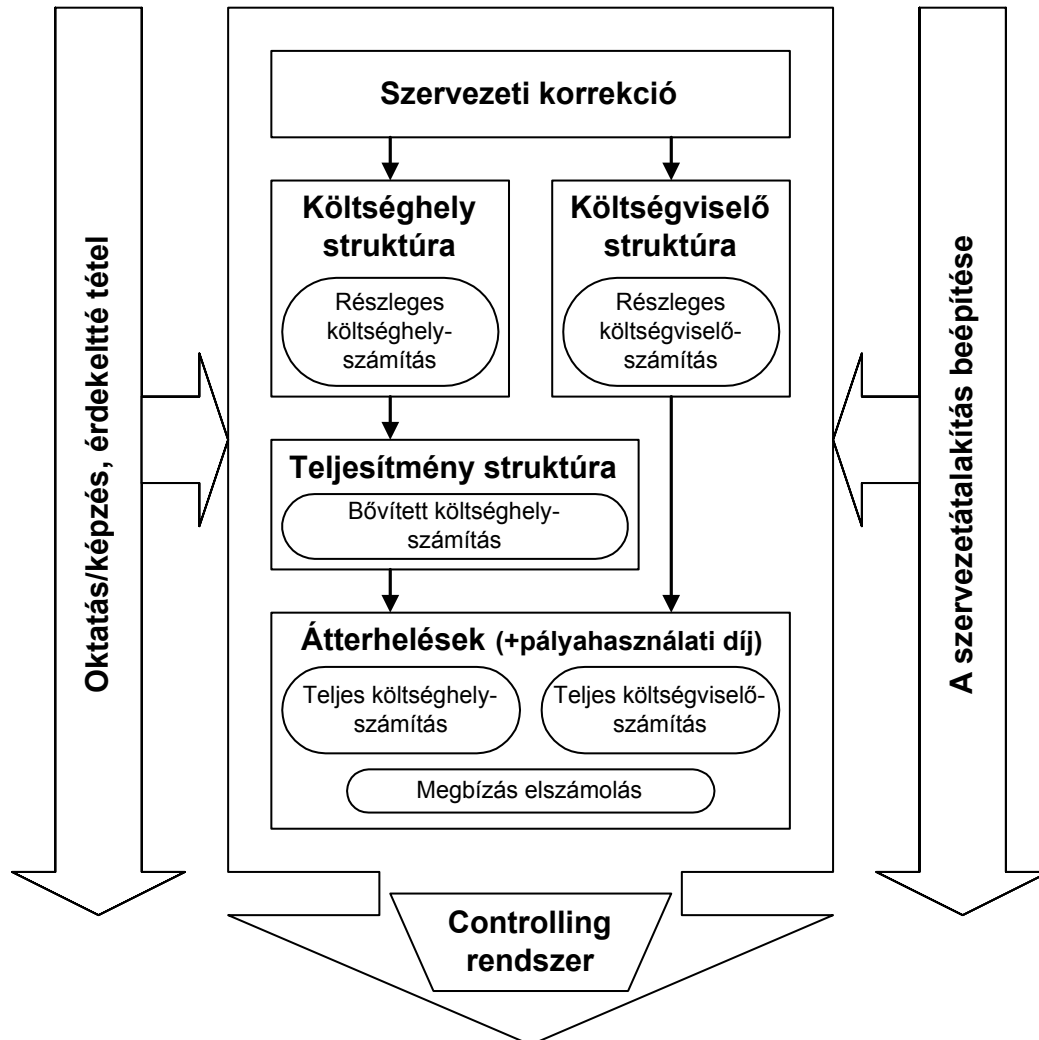 Szervezeti korrekció
Költséghely
struktúra
Részleges
költséghely-
számítás
Költségviselő
struktúra
Részleges
költségviselő-
számítás
Teljesítmény struktúra
Bővített költséghely-
számítás
Átterhelések (+pályahasználati díj)
Teljes költséghely-
számítás
Teljes költségviselő-
számítás
Megbízás elszámolás
Controlling
rendszer
Oktatás/képzés, érdekeltté tétel
A szervezetátalakítás beépítése